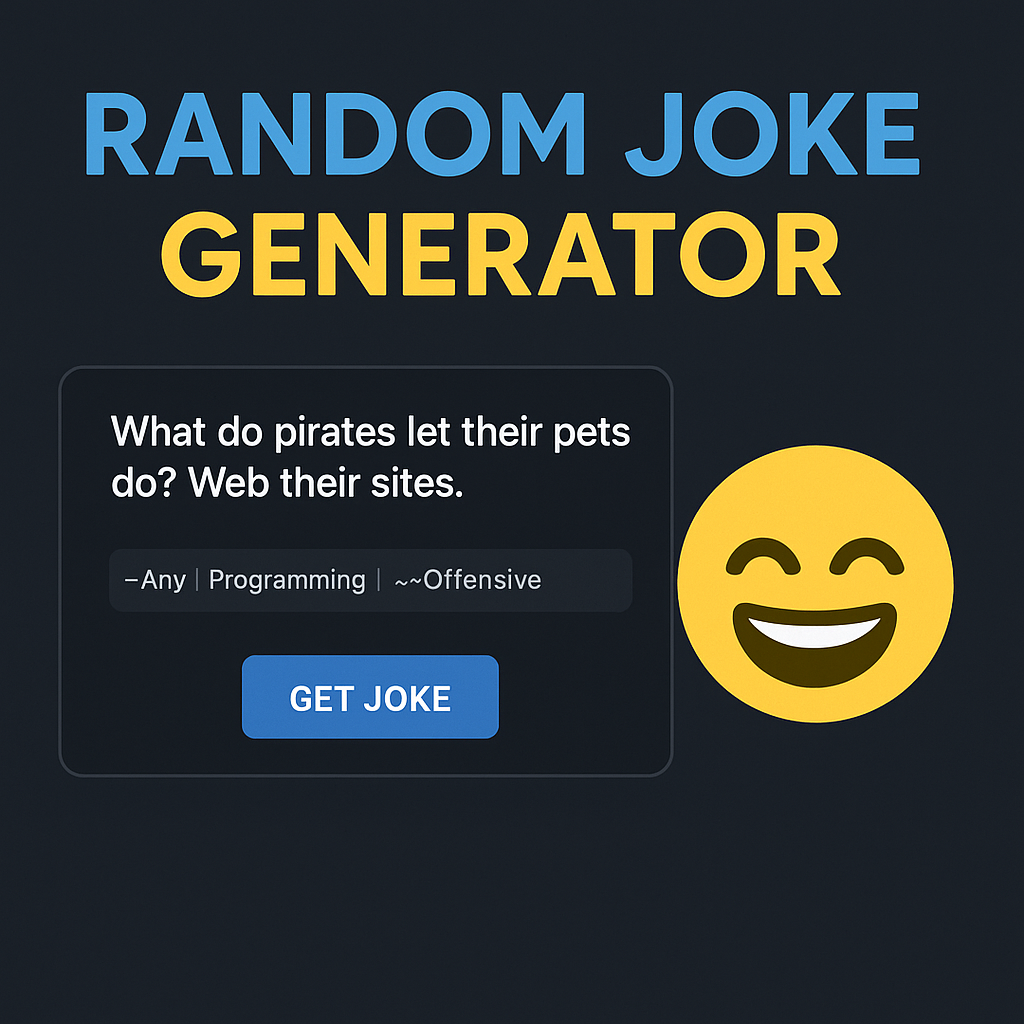 RANDOM JOKE
GENERATOR
What do pirates let their pets
do? Web their sites.
–Any | Programming | ~~Offensive
GET JOKE